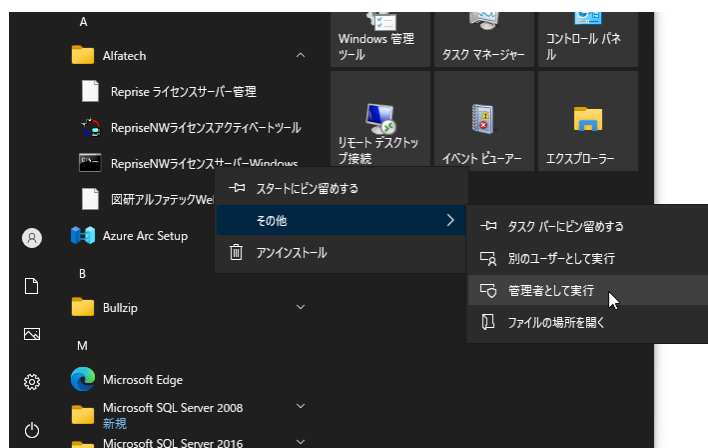 A
Alfatech
Reprise ライセンスサーバー管理
RepriseNWライセンスアクティベートツール
RepriseNWライセンスサーバーWindows
図研アルファテックWel
Azure Arc Setup
B
Bullzip
M
Microsoft Edge
Microsoft SQL Server 2008
新規
Microsoft SQL Server 2016
Windows 管理
ツール
タスク マネージャー
コントロール パネ
ル
リモート デスクトッ
プ接続
イベント ビューアー
エクスプローラー
スタートにピン留めする
その他
アンインストール
タスク バーにピン留めする
別のユーザーとして実行
管理者として実行
ファイルの場所を開く